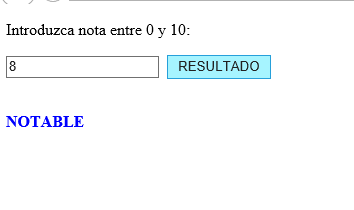 Introduzca nota entre 0 y 10:
8 RESULTADO
NOTABLE